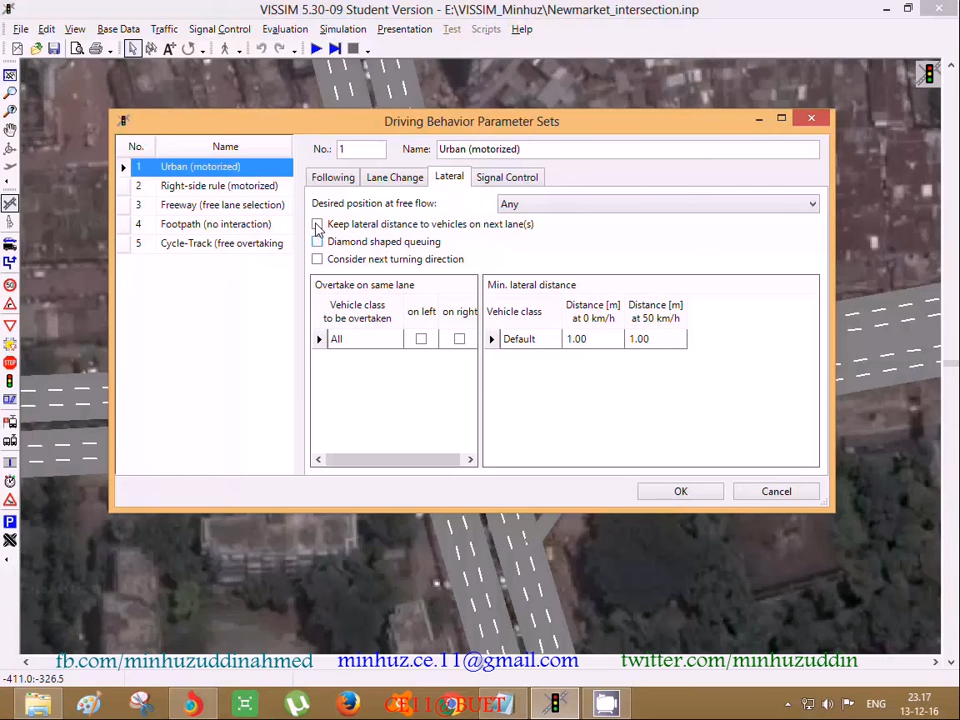 VISSIM 5.30-09 Student Version - E:\VISSIM_Minhuz\Newmarket_intersection.inp
File Edit View Base Data Traffic Signal Control Evaluation Simulation Presentation Test Scripts Help
Driving Behavior Parameter Sets
No. Name
1 Urban (motorized)
2 Right-side rule (motorized)
3 Freeway (free lane selection)
4 Footpath (no interaction)
5 Cycle-Track (free overtaking
No.: 1 Name: Urban (motorized)
Following Lane Change Lateral Signal Control
Desired position at free flow: Any
Keep lateral distance to vehicles on next lane(s)
Diamond shaped queuing
Consider next turning direction
Overtake on same lane
Vehicle class to be overtaken on left on right
All
Min. lateral distance
Vehicle class Distance [m] at 0 km/h Distance [m] at 50 km/h
Default 1.00 1.00
OK Cancel
fb.com/minhuzuddinahmed minhuz.ce.11@gmail.com twitter.com/minhuzuddin
-411.0:-326.5
CE11@BUET
ENG
23.17
13-12-16